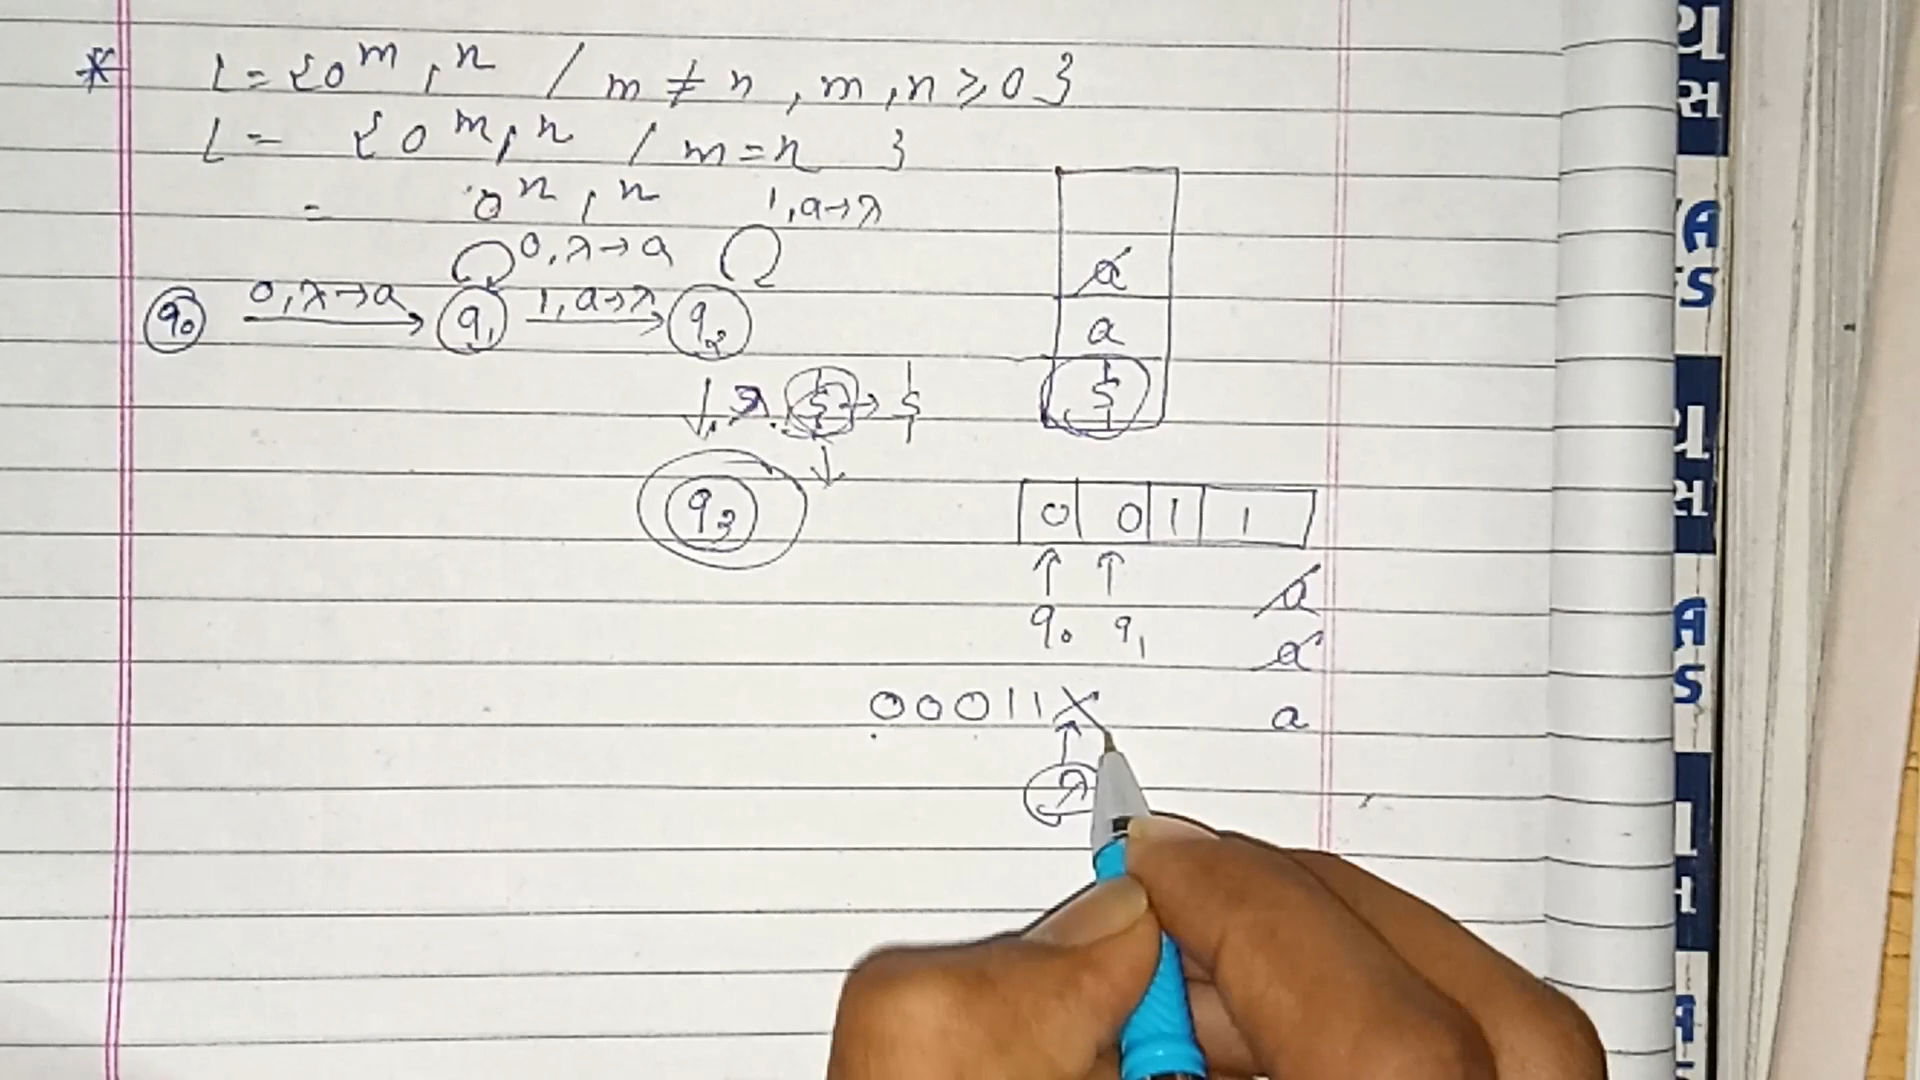 * L = {0^m 1^n / m ≠ n, m, n ≥ 0}
L = {0^m 1^n / m = n }
= 0^n 1^n
1, a → λ
0, λ → a
q0 0, λ → a q1 1, a → λ q2
λ, $ → $
q3
a
a
$
0 0 1 1
q0 q1
a
a
a
00011
λ